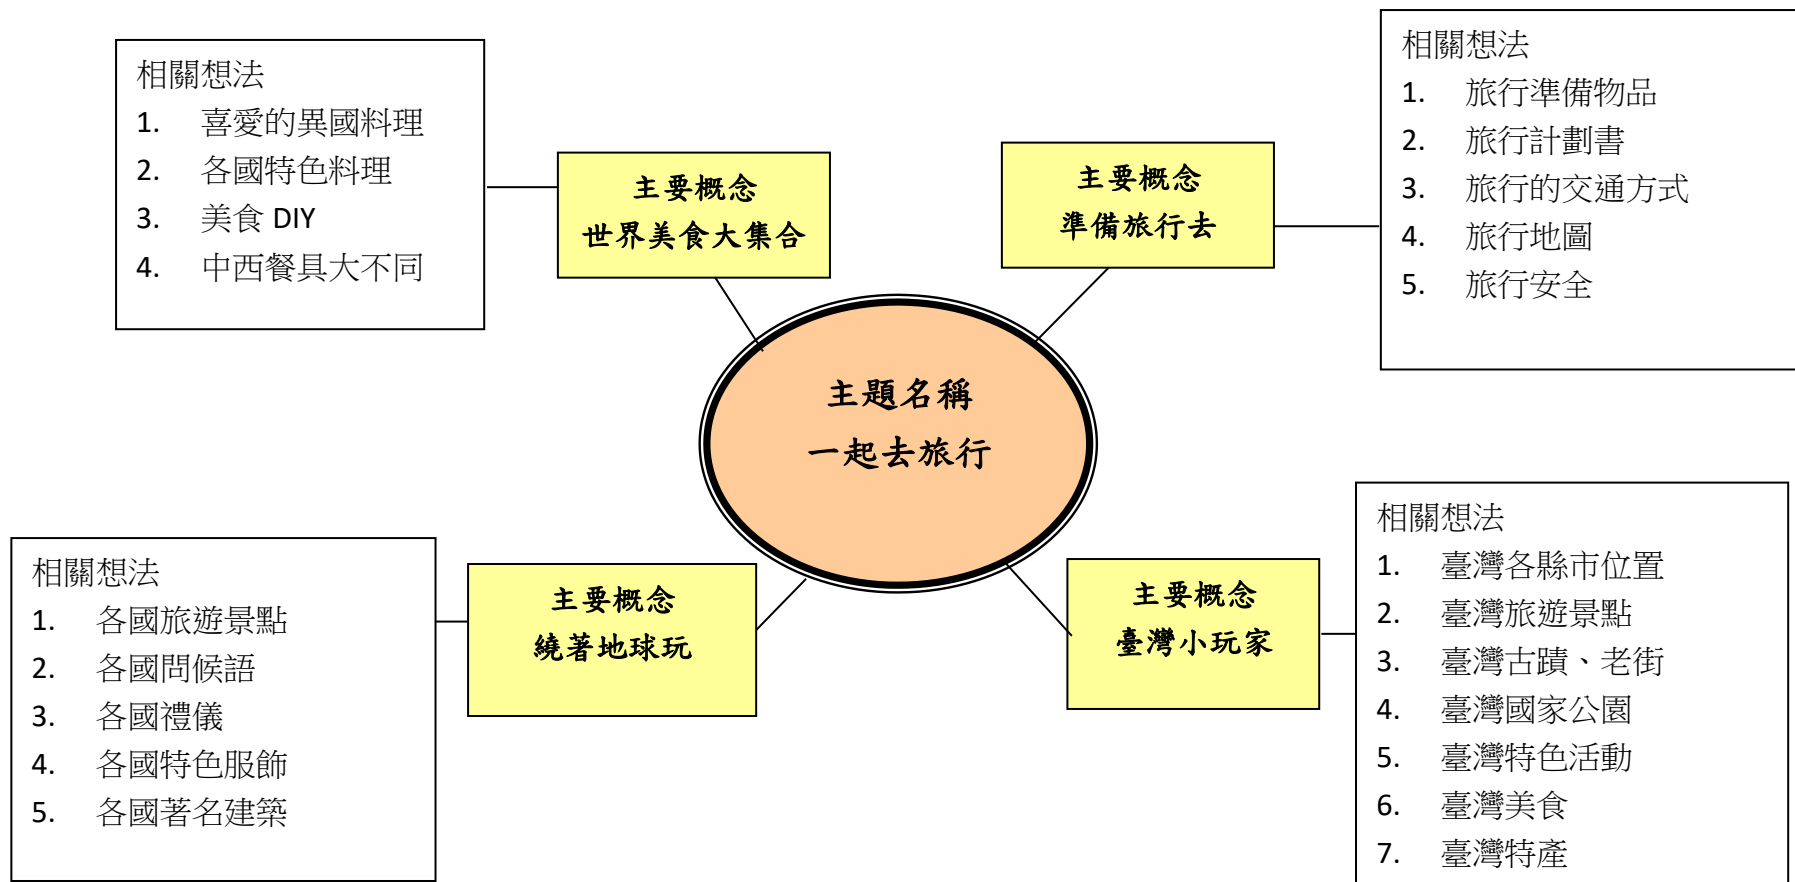 相關想法
1. 喜愛的異國料理
2. 各國特色料理
3. 美食 DIY
4. 中西餐具大不同
主要概念
世界美食大集合
主要概念
準備旅行去
相關想法
1. 旅行準備物品
2. 旅行計劃書
3. 旅行的交通方式
4. 旅行地圖
5. 旅行安全
主題名稱
一起去旅行
相關想法
1. 各國旅遊景點
2. 各國問候語
3. 各國禮儀
4. 各國特色服飾
5. 各國著名建築
主要概念
繞著地球玩
主要概念
臺灣小玩家
相關想法
1. 臺灣各縣市位置
2. 臺灣旅遊景點
3. 臺灣古蹟、老街
4. 臺灣國家公園
5. 臺灣特色活動
6. 臺灣美食
7. 臺灣特產